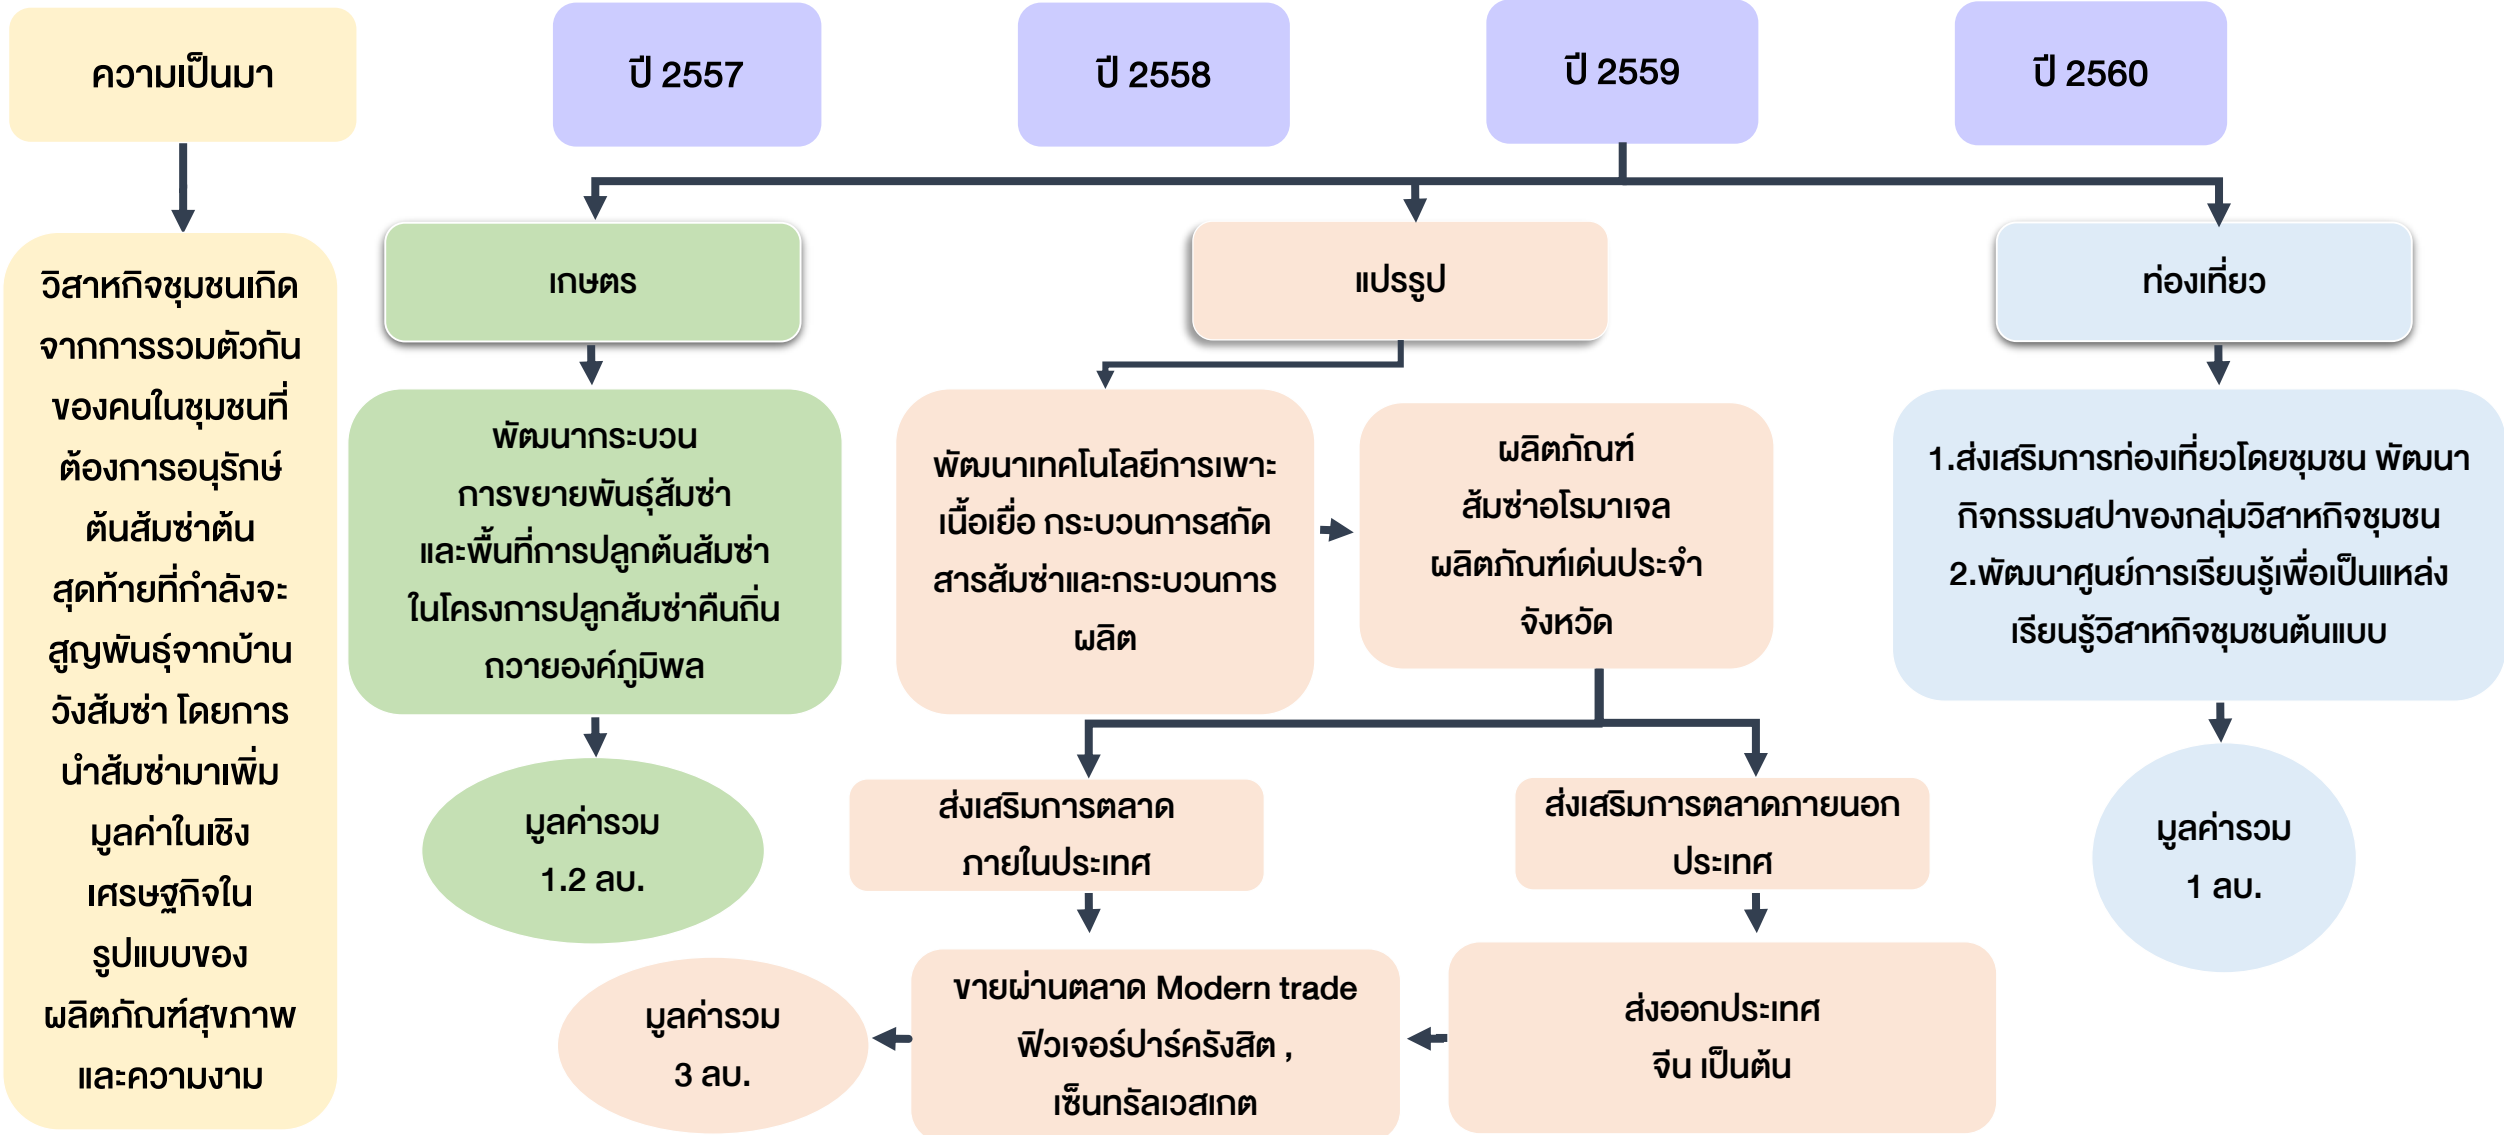 ความเป็นมา
ปี 2557
ปี 2558
ปี 2559
ปี 2560
วิสาหกิจชุมชนเกิด
จากการรวมตัวกัน
ของคนในชุมชนที่
ต้องการอนุรักษ์
ต้นส้มซ่าต้น
สุดท้ายที่กำลังจะ
สูญพันธุ์จากบ้าน
วังส้มซ่า โดยการ
นำส้มซ่ามาเพิ่ม
มูลค่าในเชิง
เศรษฐกิจใน
รูปแบบของ
ผลิตภัณฑ์สุขภาพ
และความงาม
เกษตร
พัฒนากระบวน
การขยายพันธุ์ส้มซ่า
และพื้นที่การปลูกต้นส้มซ่า
ในโครงการปลูกส้มซ่าคืนถิ่น
ถวายองค์ภูมิพล
มูลค่ารวม
1.2 ลบ.
แปรรูป
พัฒนาเทคโนโลยีการเพาะ
เนื้อเยื่อ กระบวนการสกัด
สารส้มซ่าและกระบวนการ
ผลิต
ผลิตภัณฑ์
ส้มซ่าอโรมาเจล
ผลิตภัณฑ์เด่นประจำ
จังหวัด
ส่งเสริมการตลาด
ภายในประเทศ
ส่งเสริมการตลาดภายนอก
ประเทศ
ขายผ่านตลาด Modern trade
ฟิวเจอร์ปาร์ครังสิต ,
เซ็นทรัลเวสเกต
ส่งออกประเทศ
จีน เป็นต้น
มูลค่ารวม
3 ลบ.
ท่องเที่ยว
1.ส่งเสริมการท่องเที่ยวโดยชุมชน พัฒนา
กิจกรรมสปาของกลุ่มวิสาหกิจชุมชน
2.พัฒนาศูนย์การเรียนรู้เพื่อเป็นแหล่ง
เรียนรู้วิสาหกิจชุมชนต้นแบบ
มูลค่ารวม
1 ลบ.